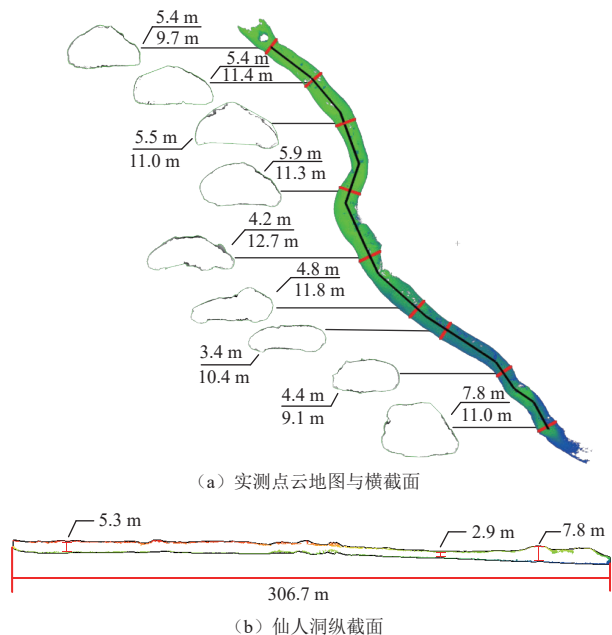 5.4 m
9.7 m
5.4 m
11.4 m
5.5 m
11.0 m
5.9 m
11.3 m
4.2 m
12.7 m
4.8 m
11.8 m
3.4 m
10.4 m
4.4 m
9.1 m
7.8 m
11.0 m
（a）实测点云地图与横截面
5.3 m
2.9 m
7.8 m
306.7 m
（b）仙人洞纵截面